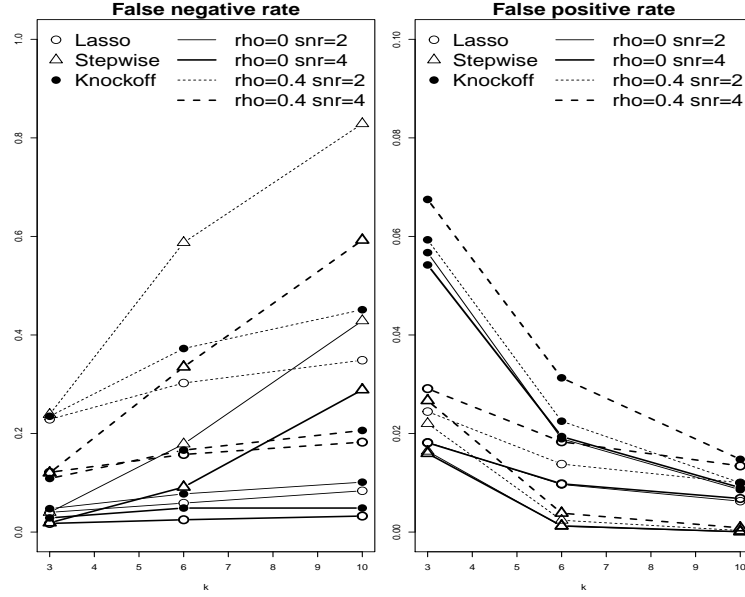 False negative rate
Lasso
Stepwise
Knockoff
rho=0 snr=2
rho=0 snr=4
rho=0.4 snr=2
rho=0.4 snr=4
0.0
0.2
0.4
0.6
0.8
1.0
3 4 5 6 7 8 9 10
k
False positive rate
Lasso
Stepwise
Knockoff
rho=0 snr=2
rho=0 snr=4
rho=0.4 snr=2
rho=0.4 snr=4
0.00
0.02
0.04
0.06
0.08
0.10
3 4 5 6 7 8 9 10
k